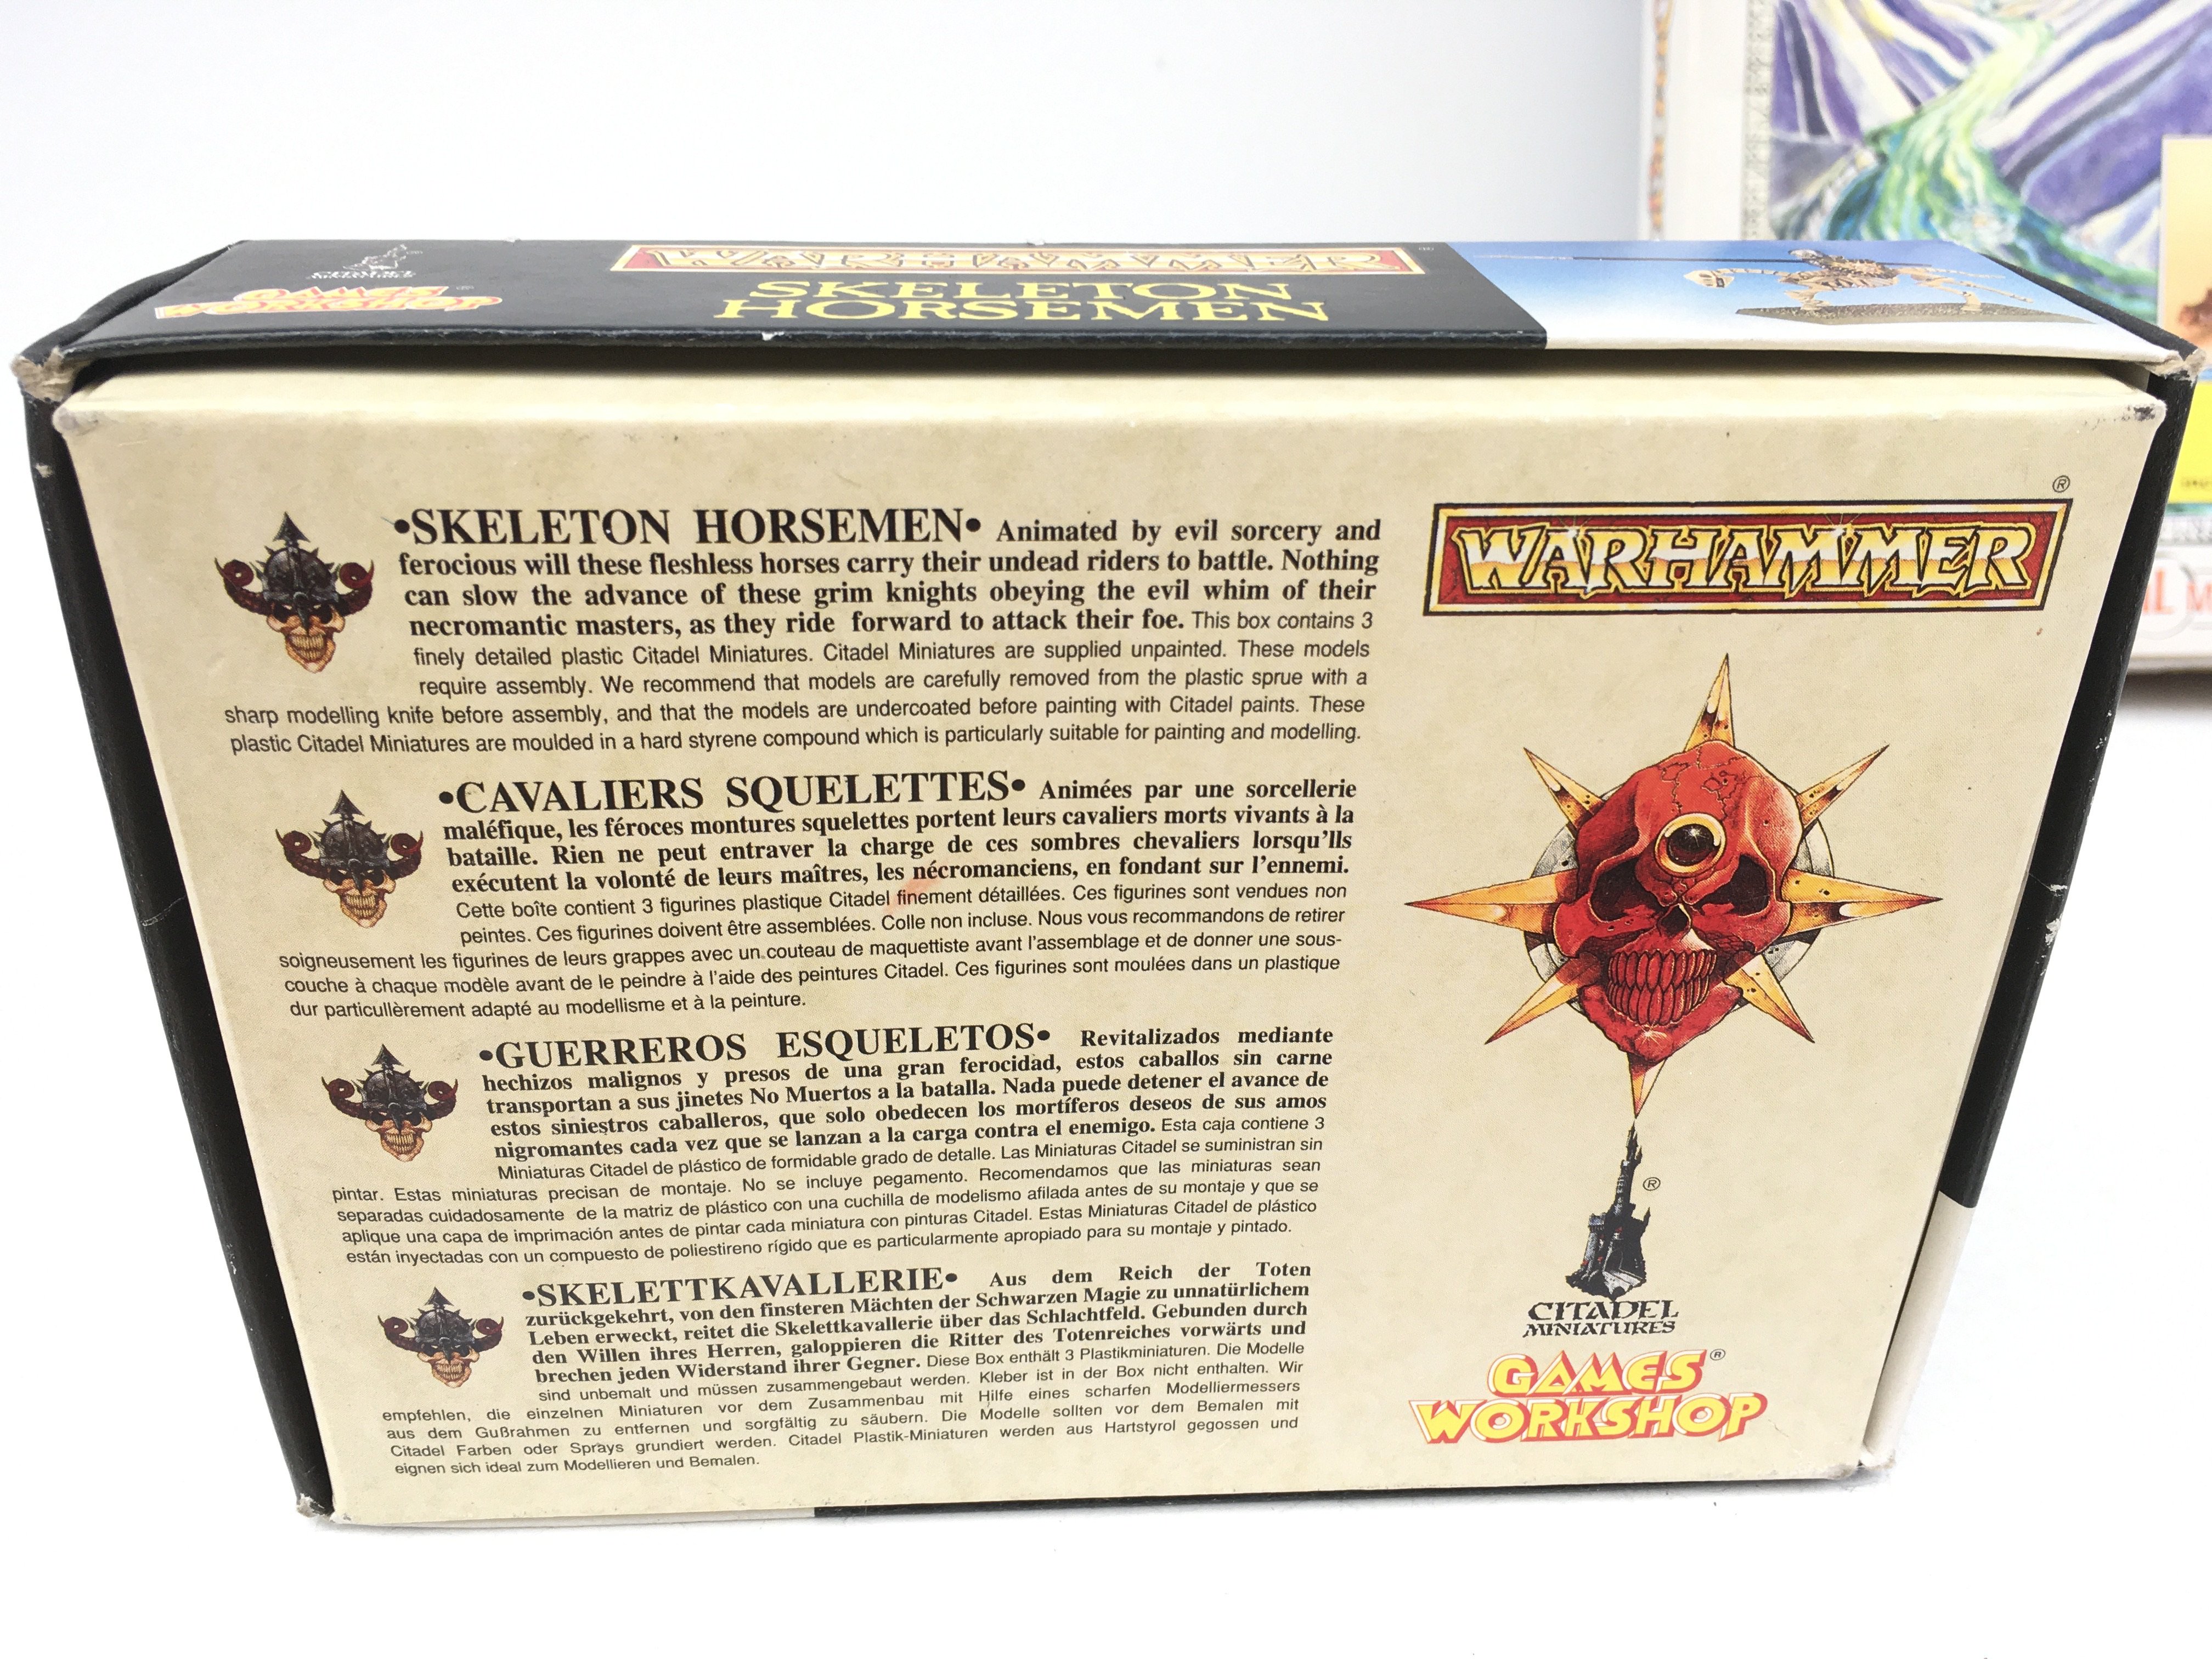 CITADEL
GAMES
WORKSHOP
WARHAMMER
SKELETON
HORSEMEN
•SKELETON HORSEMEN• Animated by evil sorcery and
ferocious will these fleshless horses carry their undead riders to battle. Nothing
can slow the advance of these grim knights obeying the evil whim of their
necromantic masters, as they ride forward to attack their foe. This box contains 3
finely detailed plastic Citadel Miniatures. Citadel Miniatures are supplied unpainted. These models
require assembly. We recommend that models are carefully removed from the plastic sprue with a
sharp modelling knife before assembly, and that the models are undercoated before painting with Citadel paints. These
plastic Citadel Miniatures are moulded in a hard styrene compound which is particularly suitable for painting and modelling.
•CAVALIERS SQUELETTES• Animées par une sorcellerie
maléfique, les féroces montures squelettes portent leurs cavaliers morts vivants à la
bataille. Rien ne peut entraver la charge de ces sombres chevaliers lorsqu’lls
exécutent la volonté de leurs maîtres, les nécromanciens, en fondant sur l’ennemi.
Cette boîte contient 3 figurines plastique Citadel finement détaillées. Ces figurines sont vendues non
peintes. Ces figurines doivent être assemblées. Colle non incluse. Nous vous recommandons de retirer
soigneusement les figurines de leurs grappes avec un couteau de maquettiste avant l’assemblage et de donner une sous-
couche à chaque modèle avant de le peindre à l’aide des peintures Citadel. Ces figurines sont moulées dans un plastique
dur particullèrement adapté au modellisme et à la peinture.
•GUERREROS ESQUELETOS• Revitalizados mediante
hechizos malignos y presos de una gran ferocidad, estos caballos sin carne
transportan a sus jinetes No Muertos a la batalla. Nada puede detener el avance de
estos siniestros caballeros, que solo obedecen los mortíferos deseos de sus amos
nigromantes cada vez que se lanzan a la carga contra el enemigo. Esta caja contiene 3
Miniaturas Citadel de plástico de formidable grado de detalle. Las Miniaturas Citadel se suministran sin
pintar. Estas miniaturas precisan de montaje. No se incluye pegamento. Recomendamos que las miniaturas sean
separadas cuidadosamente de la matriz de plástico con una cuchilla de modelismo afilada antes de su montaje y que se
aplique una capa de imprimación antes de pintar cada miniatura con pinturas Citadel. Estas Miniaturas Citadel de plástico
están inyectadas con un compuesto de poliestireno rígido que es particularmente apropiado para su montaje y pintado.
•SKELETTKAVALLERIE• Aus dem Reich der Toten
zurückgekehrt, von den finsteren Mächten der Schwarzen Magie zu unnatürlichem
Leben erweckt, reitet die Skelettkavallerie über das Schlachtfeld. Gebunden durch
den Willen ihres Herren, galoppieren die Ritter des Totenreiches vorwärts und
brechen jeden Widerstand ihrer Gegner. Diese Box enthält 3 Plastikminiaturen. Die Modelle
sind unbemalt und müssen zusammengebaut werden. Kleber ist in der Box nicht enthalten. Wir
empfehlen, die einzelnen Miniaturen vor dem Zusammenbau mit Hilfe eines scharfen Modelliermessers
aus dem Gußrahmen zu entfernen und sorgfältig zu säubern. Die Modelle sollten vor dem Bemalen mit
Citadel Farben oder Sprays grundiert werden. Citadel Plastik-Miniaturen werden aus Hartstyrol gegossen und
eignen sich ideal zum Modellieren und Bemalen.
®
WARHAMMER
®
CITADEL
MINIATURES
GAMES®
WORKSHOP